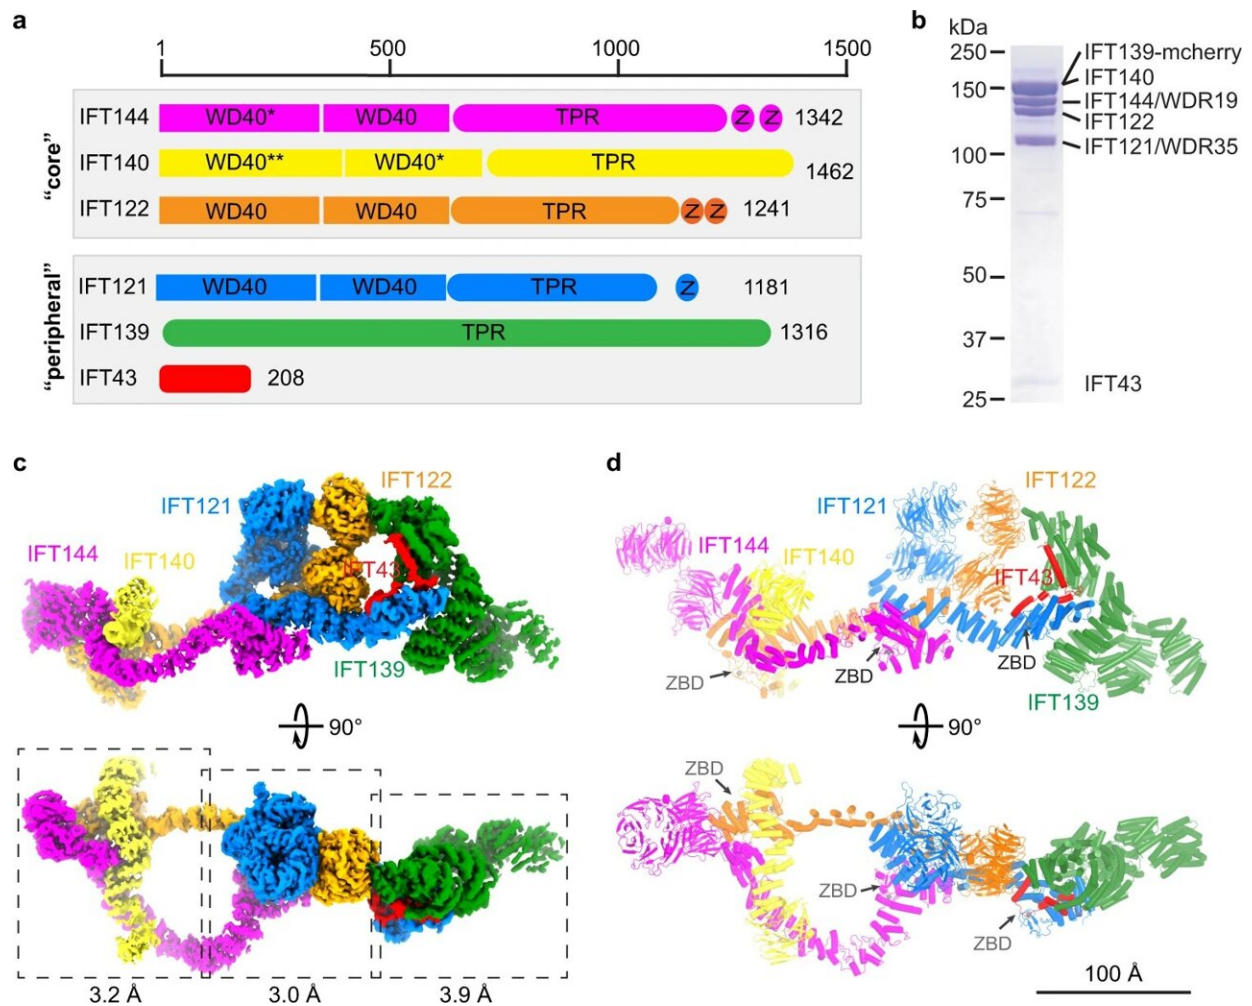 a
1 500 1000 1500
"core"
IFT144 WD40* WD40 TPR Z Z 1342
IFT140 WD40** WD40* TPR 1462
IFT122 WD40 WD40 TPR Z Z 1241
"peripheral"
IFT121 WD40 WD40 TPR Z 1181
IFT139 TPR 1316
IFT43 208
b
kDa
250
150
100
75
50
37
25
IFT139-mcherry
IFT140
IFT144/WDR19
IFT122
IFT121/WDR35
IFT43
c
IFT122
IFT121
IFT144 IFT140
IFT43
IFT139
90°
3.2 Å 3.0 Å 3.9 Å
d
IFT122
IFT121
IFT144 IFT140
IFT43
ZBD ZBD ZBD
IFT139
90°
ZBD
ZBD
ZBD
100 Å